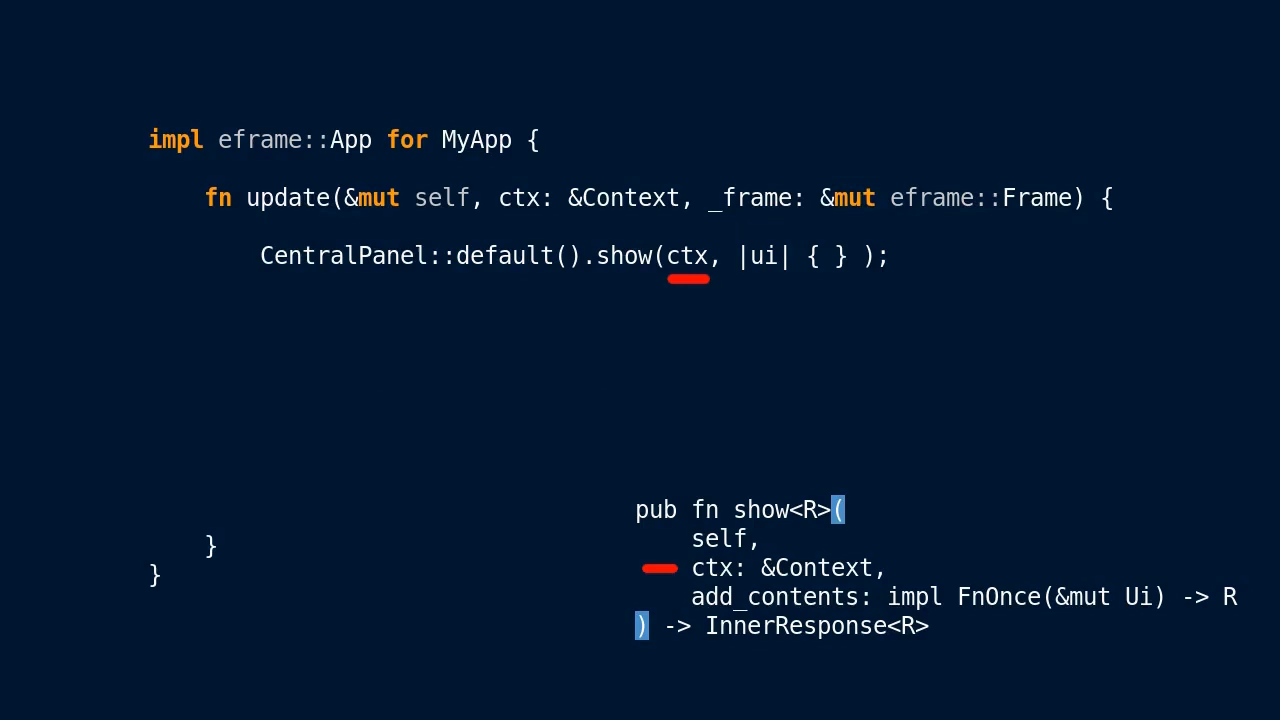 impl eframe::App for MyApp {
    fn update(&mut self, ctx: &Context, _frame: &mut eframe::Frame) {
        CentralPanel::default().show(ctx, |ui| { } );
    }
}
pub fn show<R>(
    self,
    ctx: &Context,
    add_contents: impl FnOnce(&mut Ui) -> R
) -> InnerResponse<R>